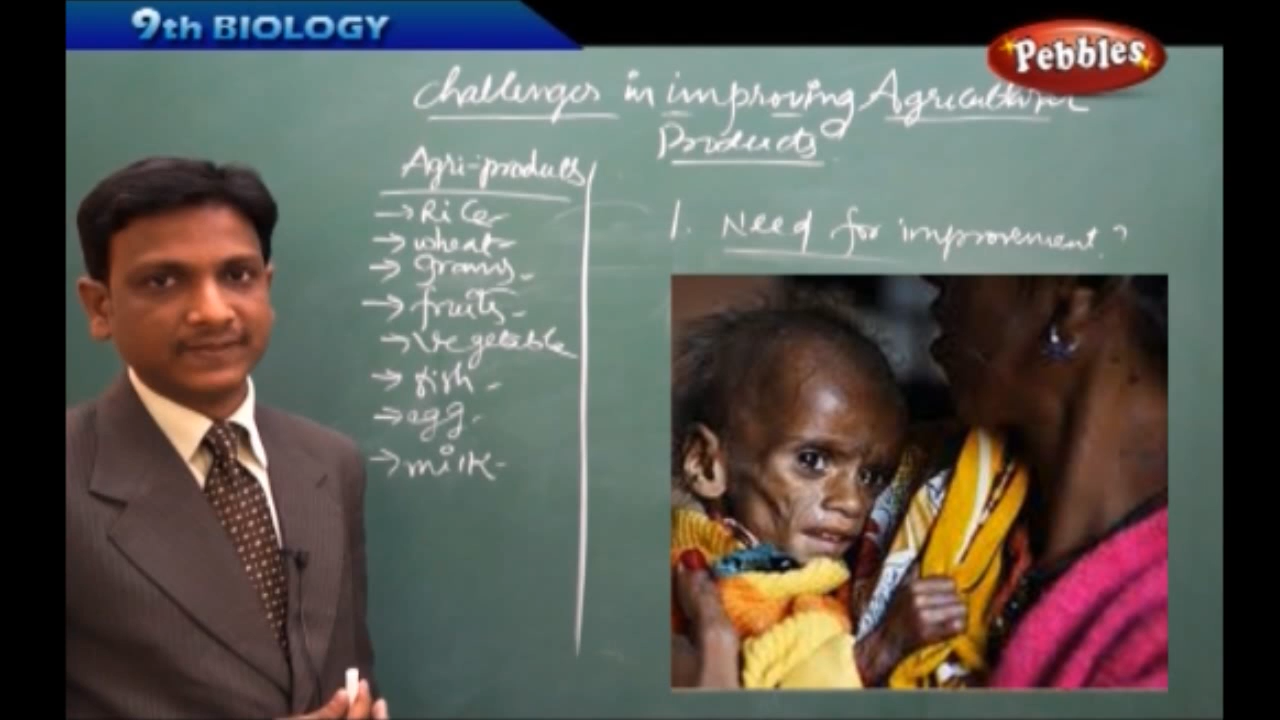 9th BIOLOGY
Pebbles
Challenges in improving Agricultural
Products
Agri-products
→ Rice
→ wheat
→ Grams
→ fruits
→ Vegetable
→ fish
→ egg
→ milk
1. Need for improvement?